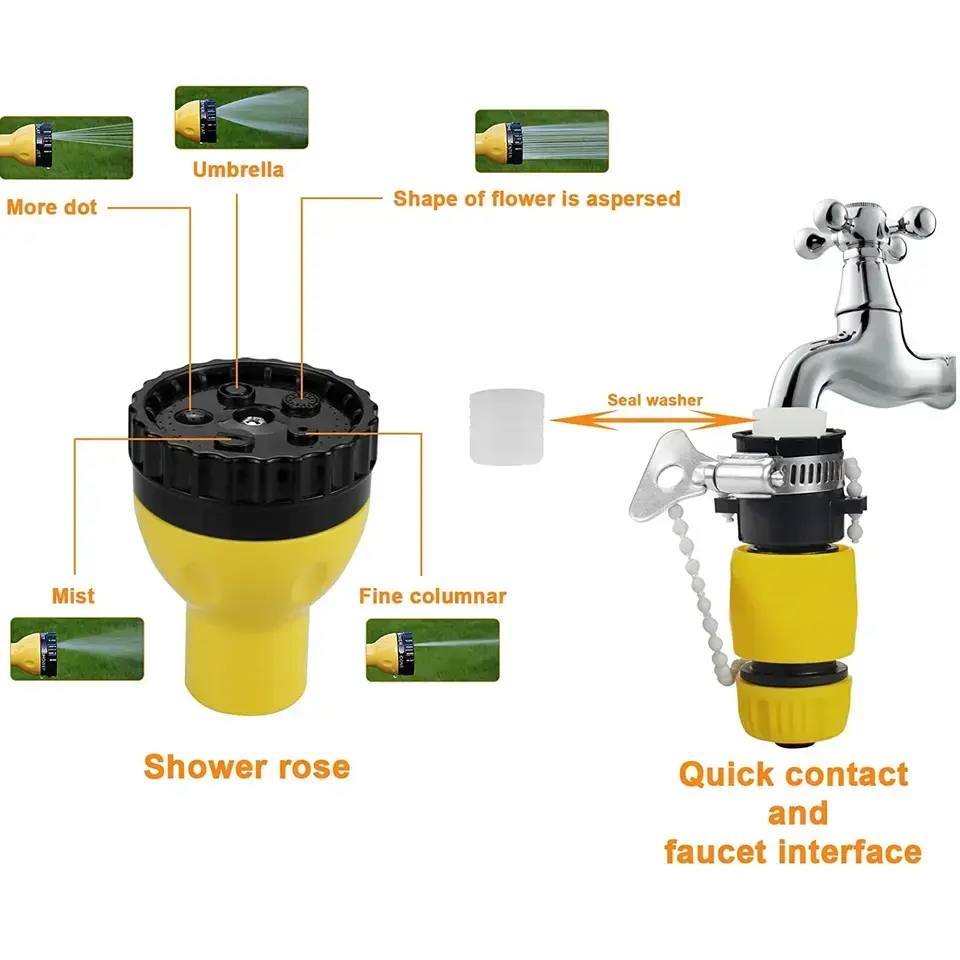 Umbrella
More dot
Shape of flower is aspersed
Seal washer
Mist
Fine columnar
Shower rose
Quick contact
and
faucet interface